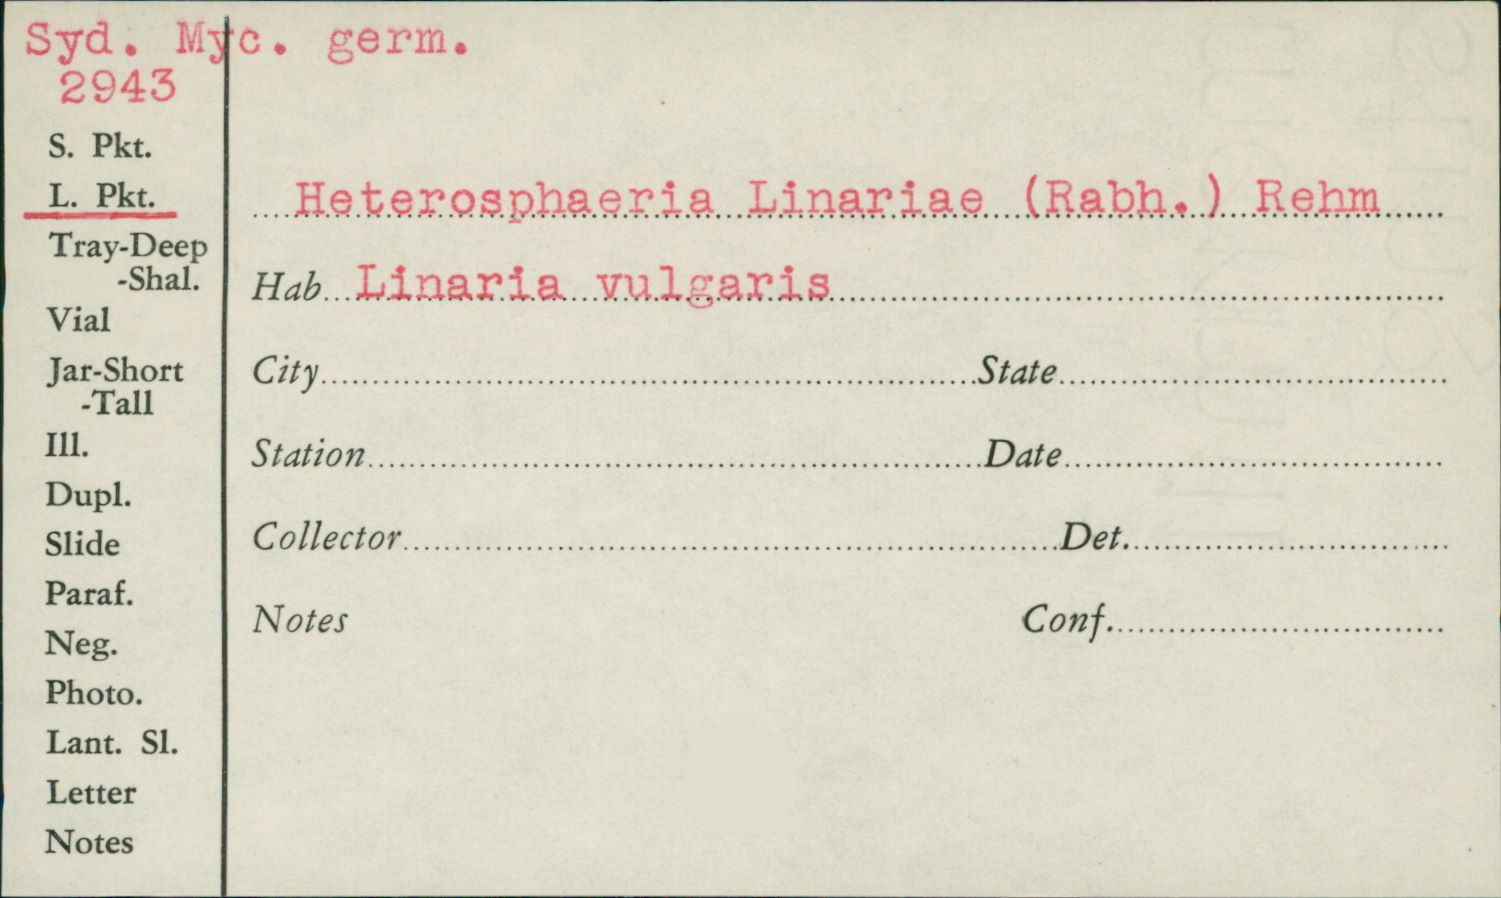 Syd. Myc. germ.
2943
S. Pkt.
L. Pkt.
Tray-Deep
-Shal.
Vial
Jar-Short
-Tall
Ill.
Dupl.
Slide
Paraf.
Neg.
Photo.
Lant. Sl.
Letter
Notes
Heterosphaeria Linariae (Rabh.) Rehm
Hab. Linaria vulgaris
City State
Station Date
Collector Det.
Notes Conf.